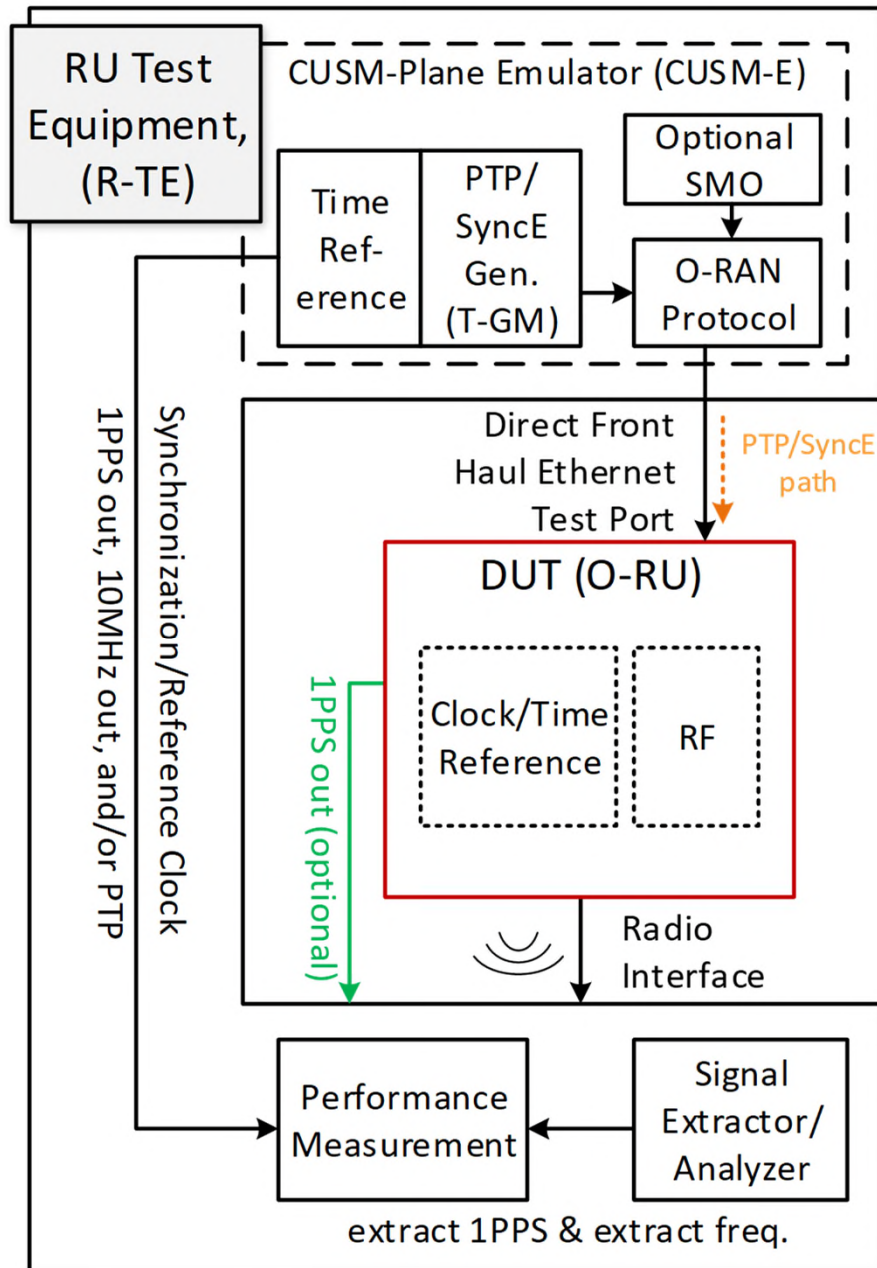 RU Test
Equipment,
(R-TE)
CUSM-Plane Emulator (CUSM-E)
Time
Ref-
erence
PTP/
SyncE
Gen.
(T-GM)
Optional
SMO
O-RAN
Protocol
Synchronization/Reference Clock
1PPS out, 10MHz out, and/or PTP
Direct Front
Haul Ethernet
Test Port
PTP/SyncE
path
DUT (O-RU)
Clock/Time
Reference
RF
1PPS out (optional)
Radio
Interface
Performance
Measurement
Signal
Extractor/
Analyzer
extract 1PPS & extract freq.